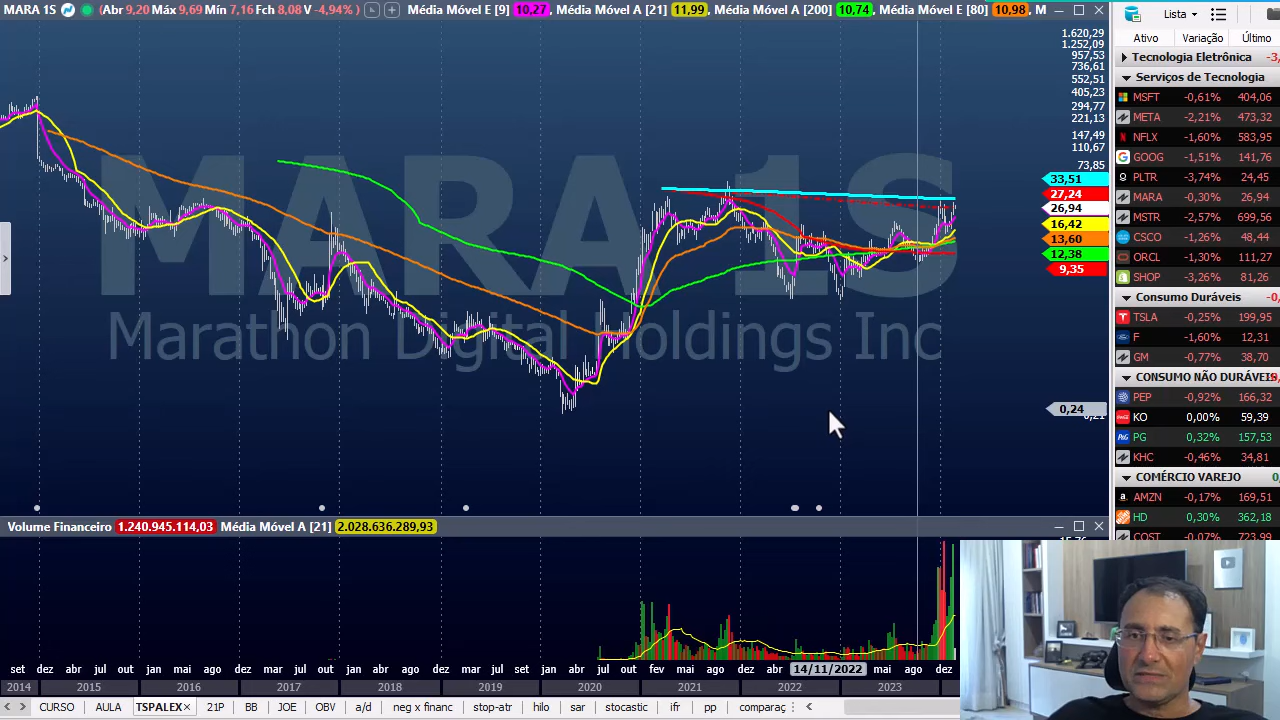 MARA 1S (Abr 9,20 Máx 9,69 Mín 7,16 Fch 8,08 V -4,94% ) Média Móvel E [9] 10,27, Média Móvel A [21] 11,99, Média Móvel A [200] 10,74, Média Móvel E [80] 10,98, M
MARA 1S
Marathon Digital Holdings Inc
1.620,29
1.252,09
957,53
736,61
552,51
405,23
294,77
221,13
147,49
110,67
73,85
33,51
27,24
26,94
16,42
13,60
12,38
9,35
0,24
Volume Financeiro 1.240.945.114,03 Média Móvel A [21] 2.028.636.289,93
set dez abr jul out mai ago dez mar jul out jan abr ago dez mar jul set jan abr jul out fev mai ago dez abr 14/11/2022 mai ago dez
2014 2015 2016 2017 2018 2019 2020 2021 2022 2023
CURSO AULA TSPALEX 21P BB JOE OBV A/D neg x financ stop-atr hilo sar stocastic ifr pp comparaç
Lista
Ativo Variação Último
Tecnologia Eletrônica -3,
Serviços de Tecnologia
MSFT -0,61% 404,06
META -2,21% 473,32
NFLX -1,60% 583,95
GOOG -1,51% 141,76
PLTR -3,74% 24,45
MARA -0,30% 26,94
MSTR -2,57% 699,56
CSCO -1,26% 48,44
ORCL -1,30% 111,27
SHOP -3,26% 81,26
Consumo Duráveis -0,
TSLA -0,25% 199,95
F -1,60% 12,31
GM -0,77% 38,70
CONSUMO NÃO DURÁVEIS
PEP -0,92% 166,32
KO 0,00% 59,39
PG 0,32% 157,53
KHC -0,46% 34,81
COMÉRCIO VAREJO 0,
AMZN -0,17% 169,51
HD 0,30% 362,18
COST -0,07% 723,99